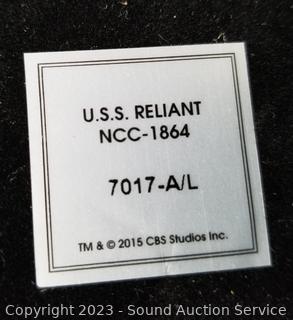 U.S.S. RELIANT
NCC-1864
7017-A/L
TM & © 2015 CBS Studios Inc.
Copyright 2023 - Sound Auction Service